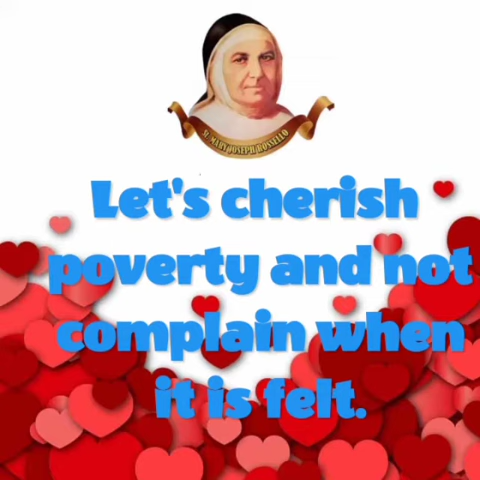 St. MARY JOSEPH ROSSELLO
Let's cherish
poverty and not
complain when
it is felt.